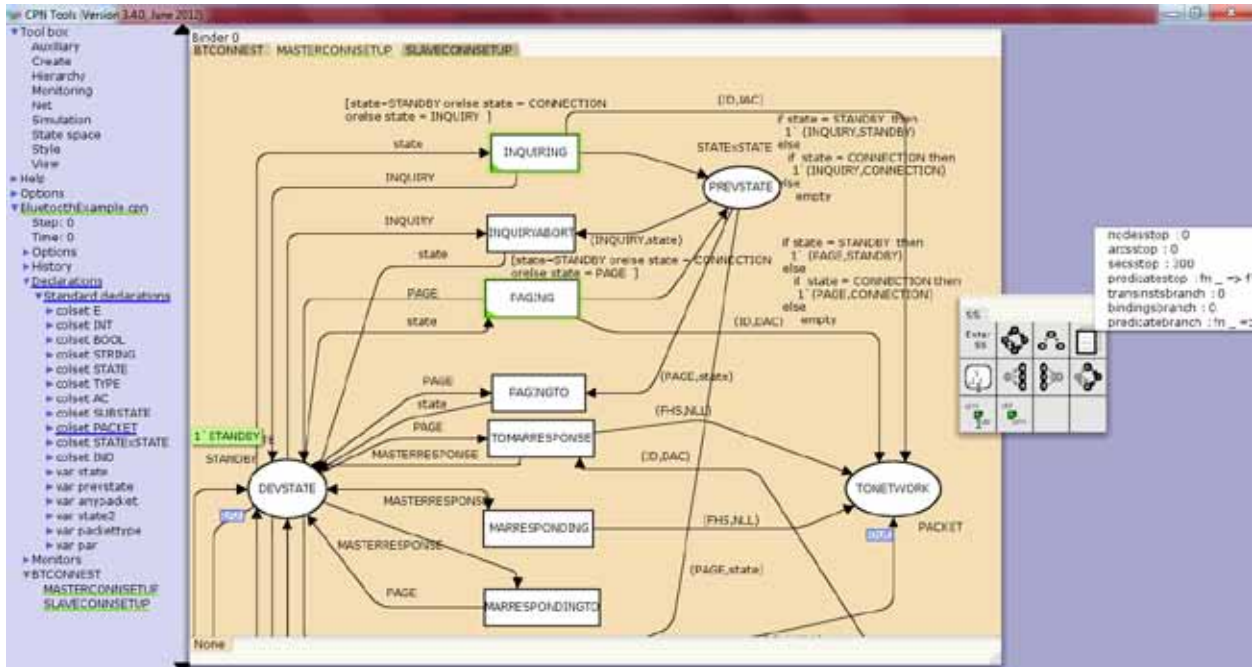 CPN Tools (Version 3.4.0, June 2012)
Tool box
Auxiliary
Create
Hierarchy
Monitoring
Net
Simulation
State space
Style
View
Help
Options
BluetoothExample.cpn
Step: 0
Time: 0
Options
History
Declarations
Standard declarations
colset E
colset INT
colset BOOL
colset STRING
colset STATE
colset TYPE
colset AC
colset SUBSTATE
colset PACKET
colset STATExSTATE
colset IND
var state
var prevstate
var anypacket
var state2
var packettype
var par
Monitors
BTCONNEST
MASTERCONNSETUP
SLAVECONNSETUP
Binder 0
BTCONNEST MASTERCONNSETUP SLAVECONNSETUP
[state=STANDBY orelse state = CONNECTION
orelse state = INQUIRY ]
(ID,IAC)
state
INQUIRING
STATExSTATE
if state = STANDBY then
1`(INQUIRY,STANDBY)
else
if state = CONNECTION then
1`(INQUIRY,CONNECTION)
else
empty
INQUIRY
PREVSTATE
INQUIRY
INQUIRYABORT
(INQUIRY,state)
state
[state=STANDBY orelse state = CONNECTION
orelse state = PAGE ]
if state = STANDBY then
1`(PAGE,STANDBY)
else
if state = CONNECTION then
1`(PAGE,CONNECTION)
else
empty
PAGE
PAGING
state
(ID,DAC)
PAGE
PAGINGTO
(PAGE,state)
state
PAGE
TOMARRESPONSE
(FHS,NLL)
MASTERRESPONSE
(ID,DAC)
1`STANDBY
STANDBY
DEVSTATE
TONETWORK
MASTERRESPONSE
MARRESPONDING
(FHS,NLL)
PACKET
MASTERRESPONSE
(PAGE,state)
PAGE
MARRESPONDINGTO
None
nodesstop : 0
arcsstop : 0
secsstop : 300
predicatestop : fn _ => f
transinstsbranch : 0
bindingsbranch : 0
predicatebranch : fn _ =>
SS
Enter
SS